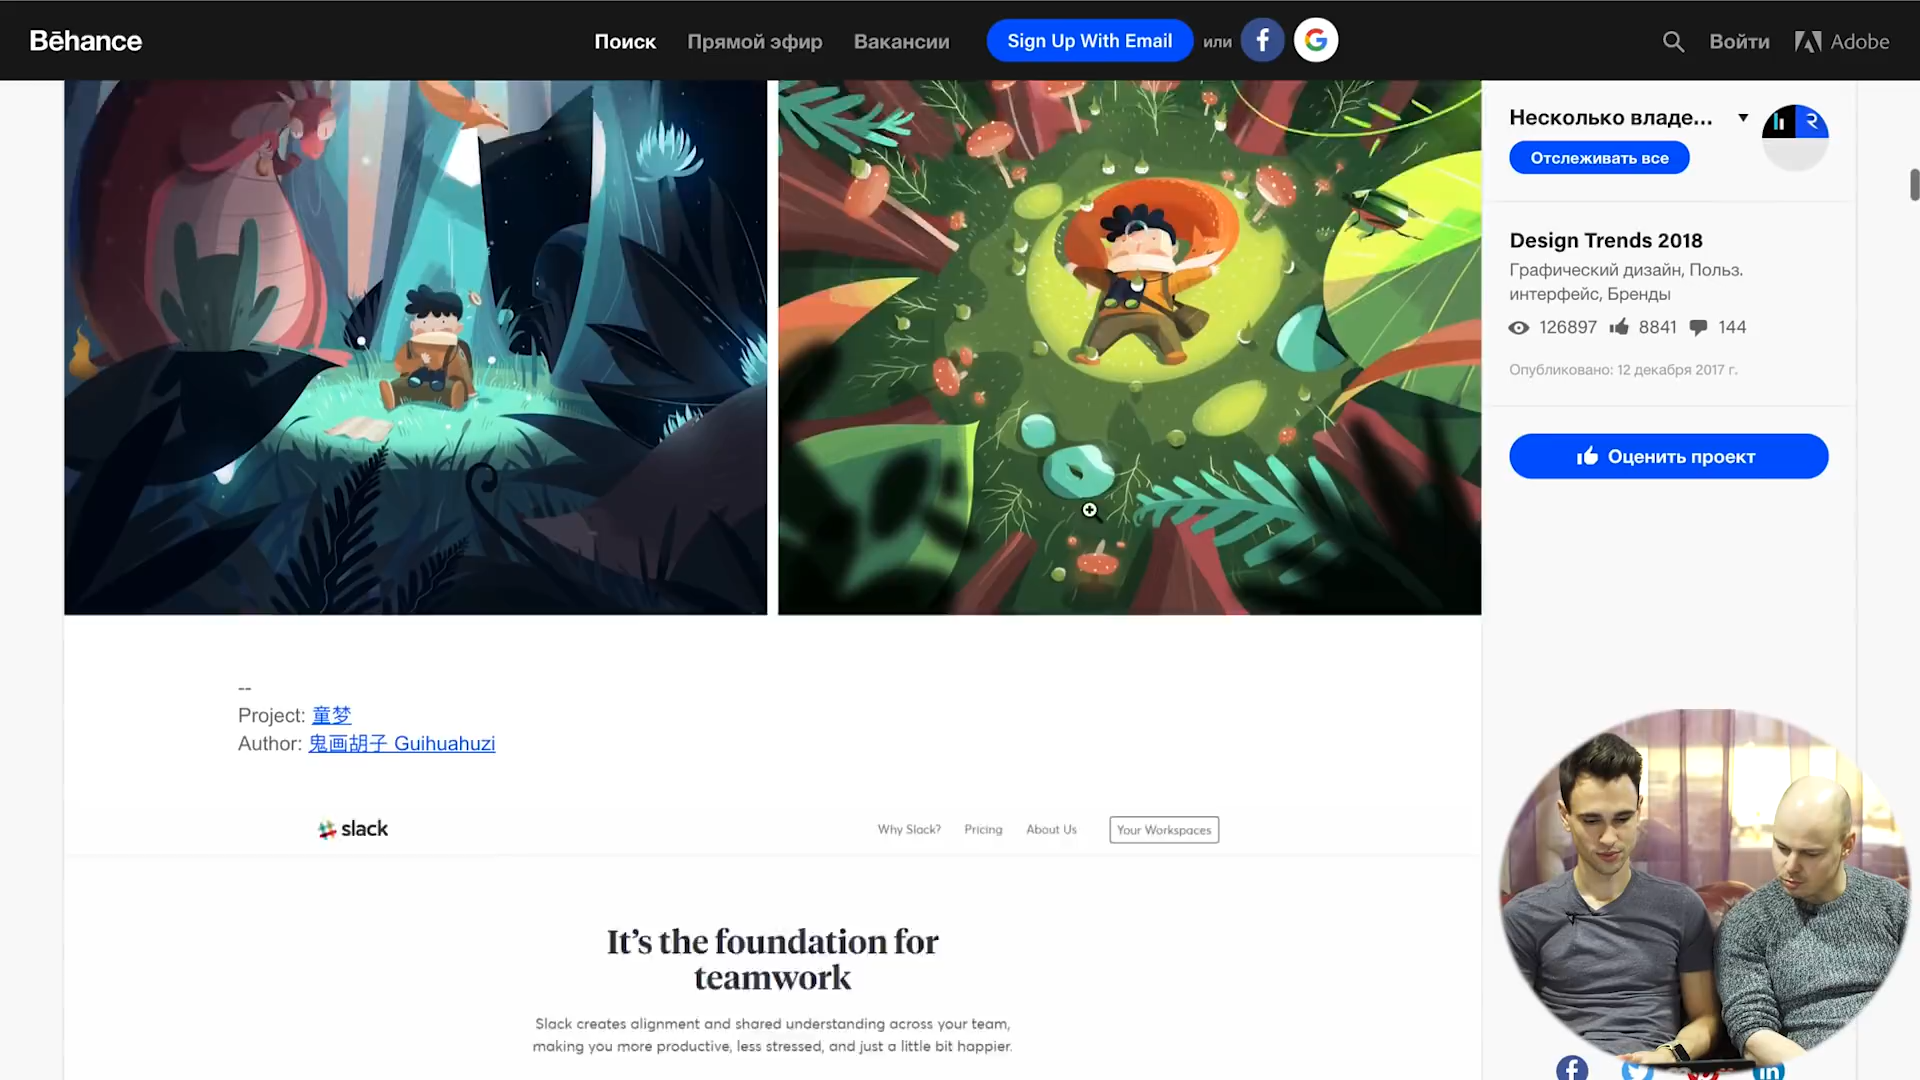 Bēhance
Поиск
Прямой эфир
Вакансии
Sign Up With Email
или
Войти
Adobe
Несколько владе...
Отслеживать все
Design Trends 2018
Графический дизайн, Польз.
интерфейс, Бренды
126897
8841
144
Опубликовано: 12 декабря 2017 г.
Оценить проект
--
Project: 童梦
Author: 鬼画胡子 Guihuahuzi
slack
Why Slack?
Pricing
About Us
Your Workspaces
It's the foundation for
teamwork
Slack creates alignment and shared understanding across your team,
making you more productive, less stressed, and just a little bit happier.